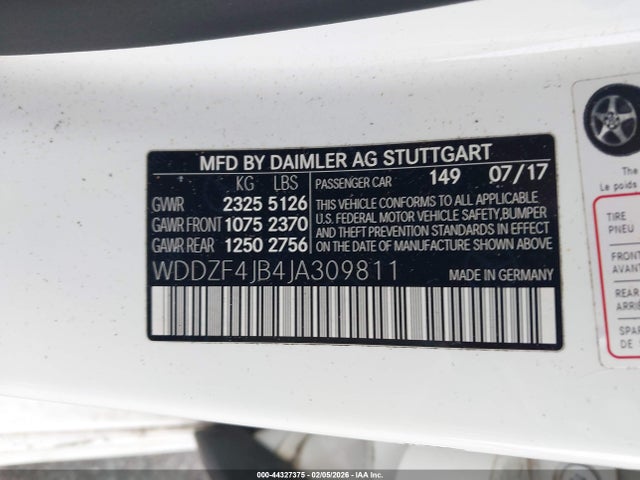 MFD BY DAIMLER AG STUTTGART
KG LBS
GVWR 2325 5126
GAWR FRONT 1075 2370
GAWR REAR 1250 2756
PASSENGER CAR 149 07/17
THIS VEHICLE CONFORMS TO ALL APPLICABLE
U.S. FEDERAL MOTOR VEHICLE SAFETY,BUMPER
AND THEFT PREVENTION STANDARDS IN EFFECT
ON THE DATE OF MANUFACTURE SHOWN ABOVE.
WDDZF4JB4JA309811
MADE IN GERMANY
The
Le poids
TIRE
PNEU
FRONT
AVANT
REAR
ARRIÈ
SPAR
DE
000-44327375 - 02/05/2026 - IAA Inc.